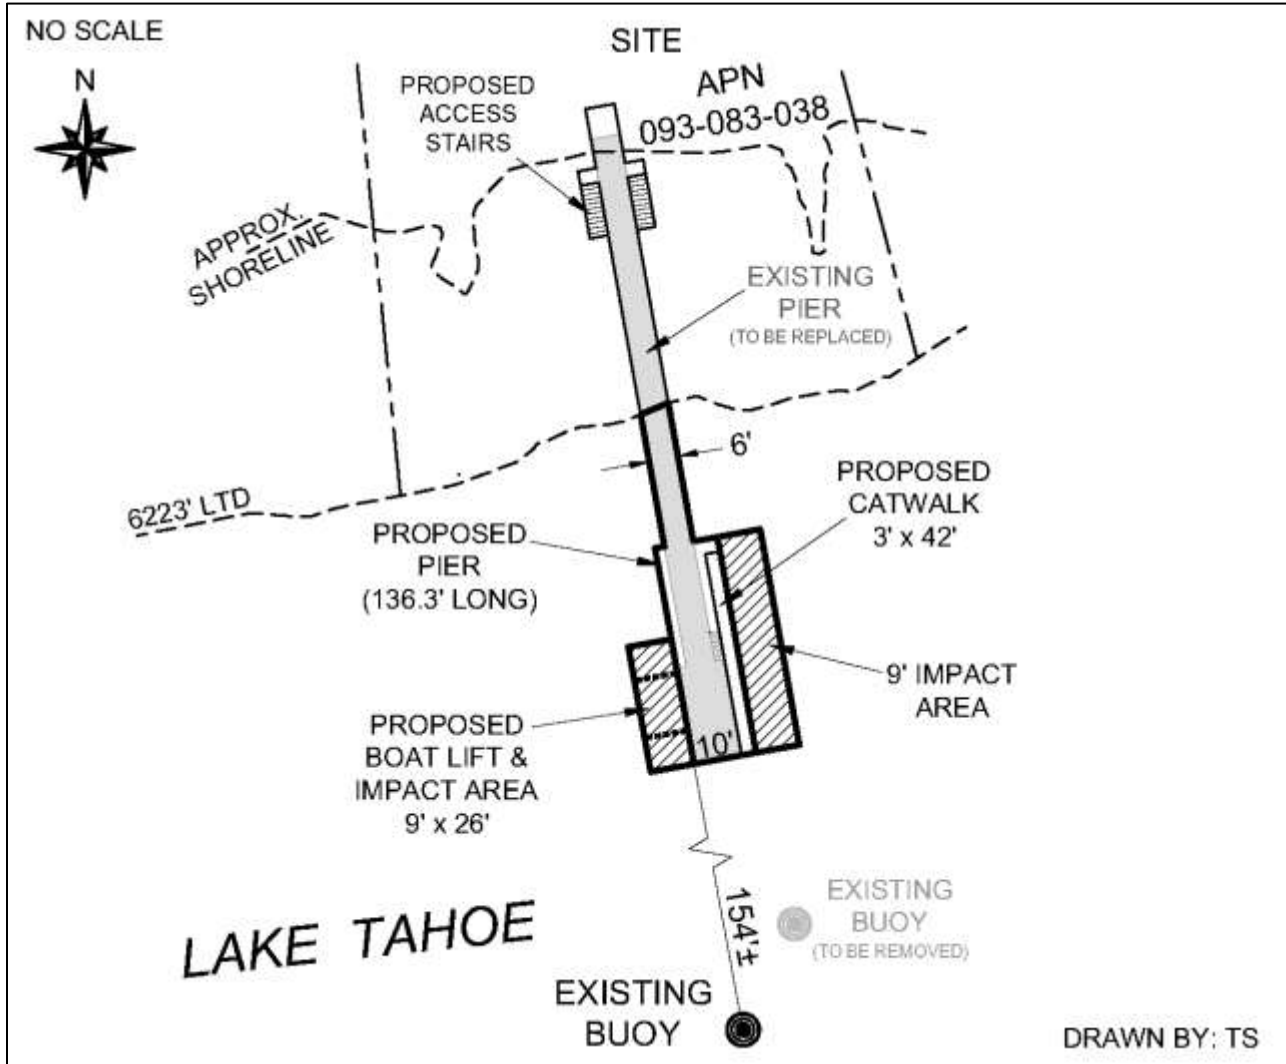 NO SCALE
N
SITE
APN
093-083-038
PROPOSED
ACCESS
STAIRS
APPROX.
SHORELINE
EXISTING
PIER
(TO BE REPLACED)
6'
6223' LTD
PROPOSED
CATWALK
3' x 42'
PROPOSED
PIER
(136.3' LONG)
9' IMPACT
AREA
PROPOSED
BOAT LIFT &
IMPACT AREA
9' x 26'
10'
154'±
EXISTING
BUOY
(TO BE REMOVED)
LAKE TAHOE
EXISTING
BUOY
DRAWN BY: TS